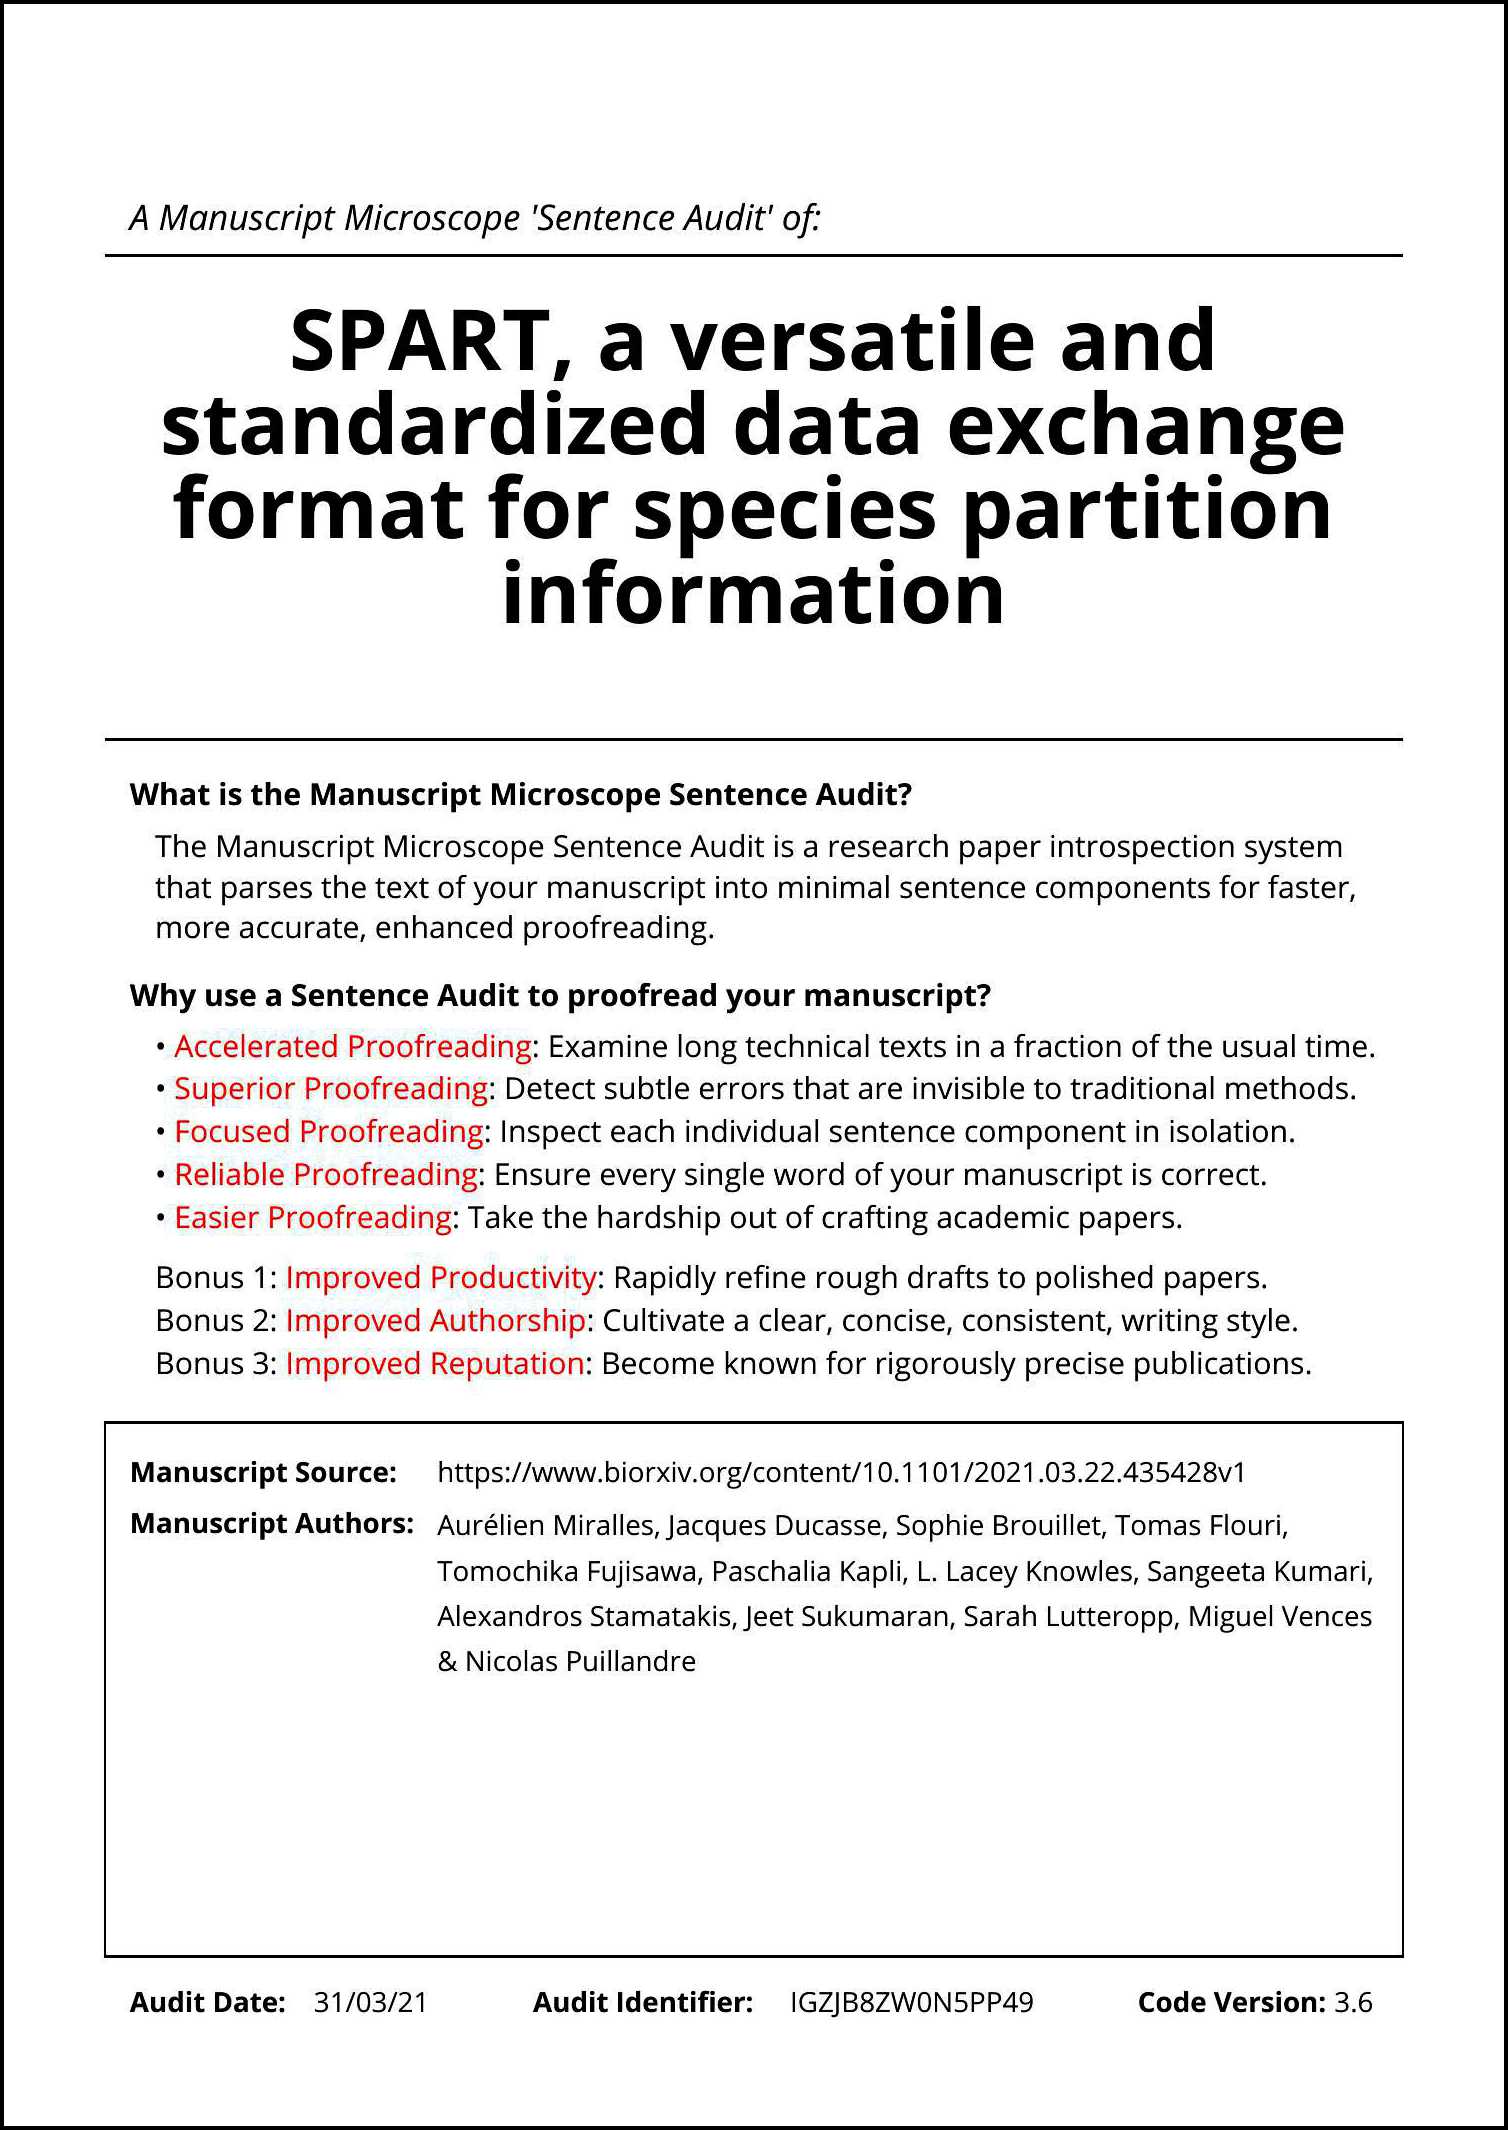 A Manuscript Microscope 'Sentence Audit' of:
SPART, a versatile and
standardized data exchange
format for species partition
information
What is the Manuscript Microscope Sentence Audit?
The Manuscript Microscope Sentence Audit is a research paper introspection system
that parses the text of your manuscript into minimal sentence components for faster,
more accurate, enhanced proofreading.
Why use a Sentence Audit to proofread your manuscript?
• Accelerated Proofreading: Examine long technical texts in a fraction of the usual time.
• Superior Proofreading: Detect subtle errors that are invisible to traditional methods.
• Focused Proofreading: Inspect each individual sentence component in isolation.
• Reliable Proofreading: Ensure every single word of your manuscript is correct.
• Easier Proofreading: Take the hardship out of crafting academic papers.
Bonus 1: Improved Productivity: Rapidly refine rough drafts to polished papers.
Bonus 2: Improved Authorship: Cultivate a clear, concise, consistent, writing style.
Bonus 3: Improved Reputation: Become known for rigorously precise publications.
Manuscript Source: https://www.biorxiv.org/content/10.1101/2021.03.22.435428v1
Manuscript Authors: Aurélien Miralles, Jacques Ducasse, Sophie Brouillet, Tomas Flouri,
Tomochika Fujisawa, Paschalia Kapli, L. Lacey Knowles, Sangeeta Kumari,
Alexandros Stamatakis, Jeet Sukumaran, Sarah Lutteropp, Miguel Vences
& Nicolas Puillandre
Audit Date: 31/03/21 Audit Identifier: IGZJB8ZW0N5PP49 Code Version: 3.6